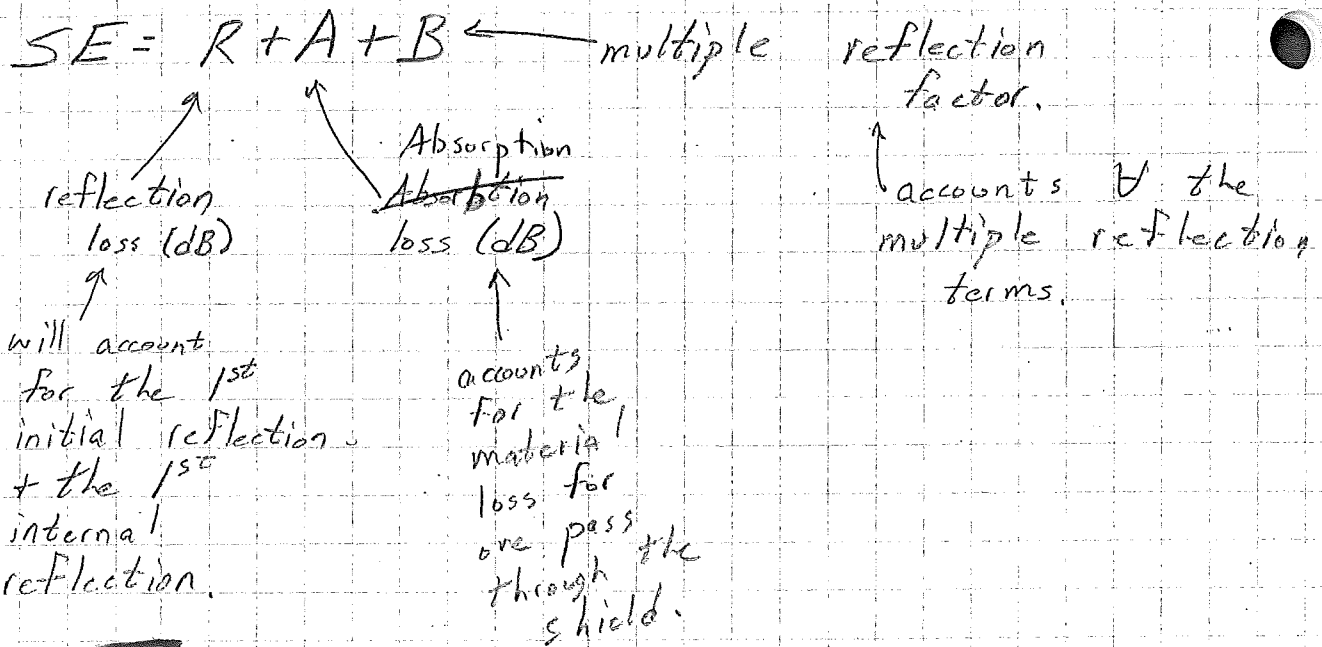 SE = R + A + B ← multiple reflection
factor.
Absorption
Absorbtion
loss (dB)
reflection
loss (dB)
accounts ∀ the
multiple reflection
terms.
will account
for the 1st
initial reflection
+ the 1st
internal
reflection.
accounts
for the
material
loss for
one pass
through the
shield.